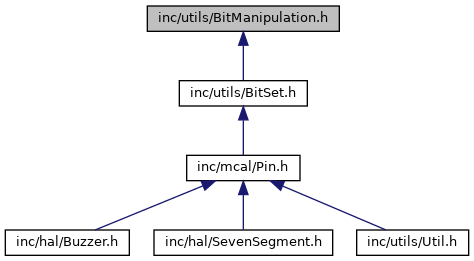 inc/utils/BitManipulation.h
inc/utils/BitSet.h
inc/mcal/Pin.h
inc/hal/Buzzer.h
inc/hal/SevenSegment.h
inc/utils/Util.h